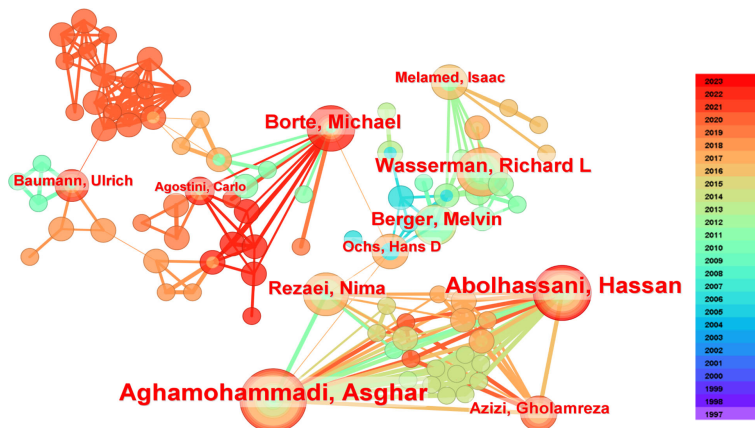 Melamed, Isaac
Borte, Michael
Wasserman, Richard L
Baumann, Ulrich
Agostini, Carlo
Berger, Melvin
Ochs, Hans D
Rezaei, Nima
Abolhassani, Hassan
Aghamohammadi, Asghar
Azizi, Gholamreza
2023
2022
2021
2020
2019
2018
2017
2016
2015
2014
2013
2012
2011
2010
2009
2008
2007
2006
2005
2004
2003
2002
2001
2000
1999
1998
1997